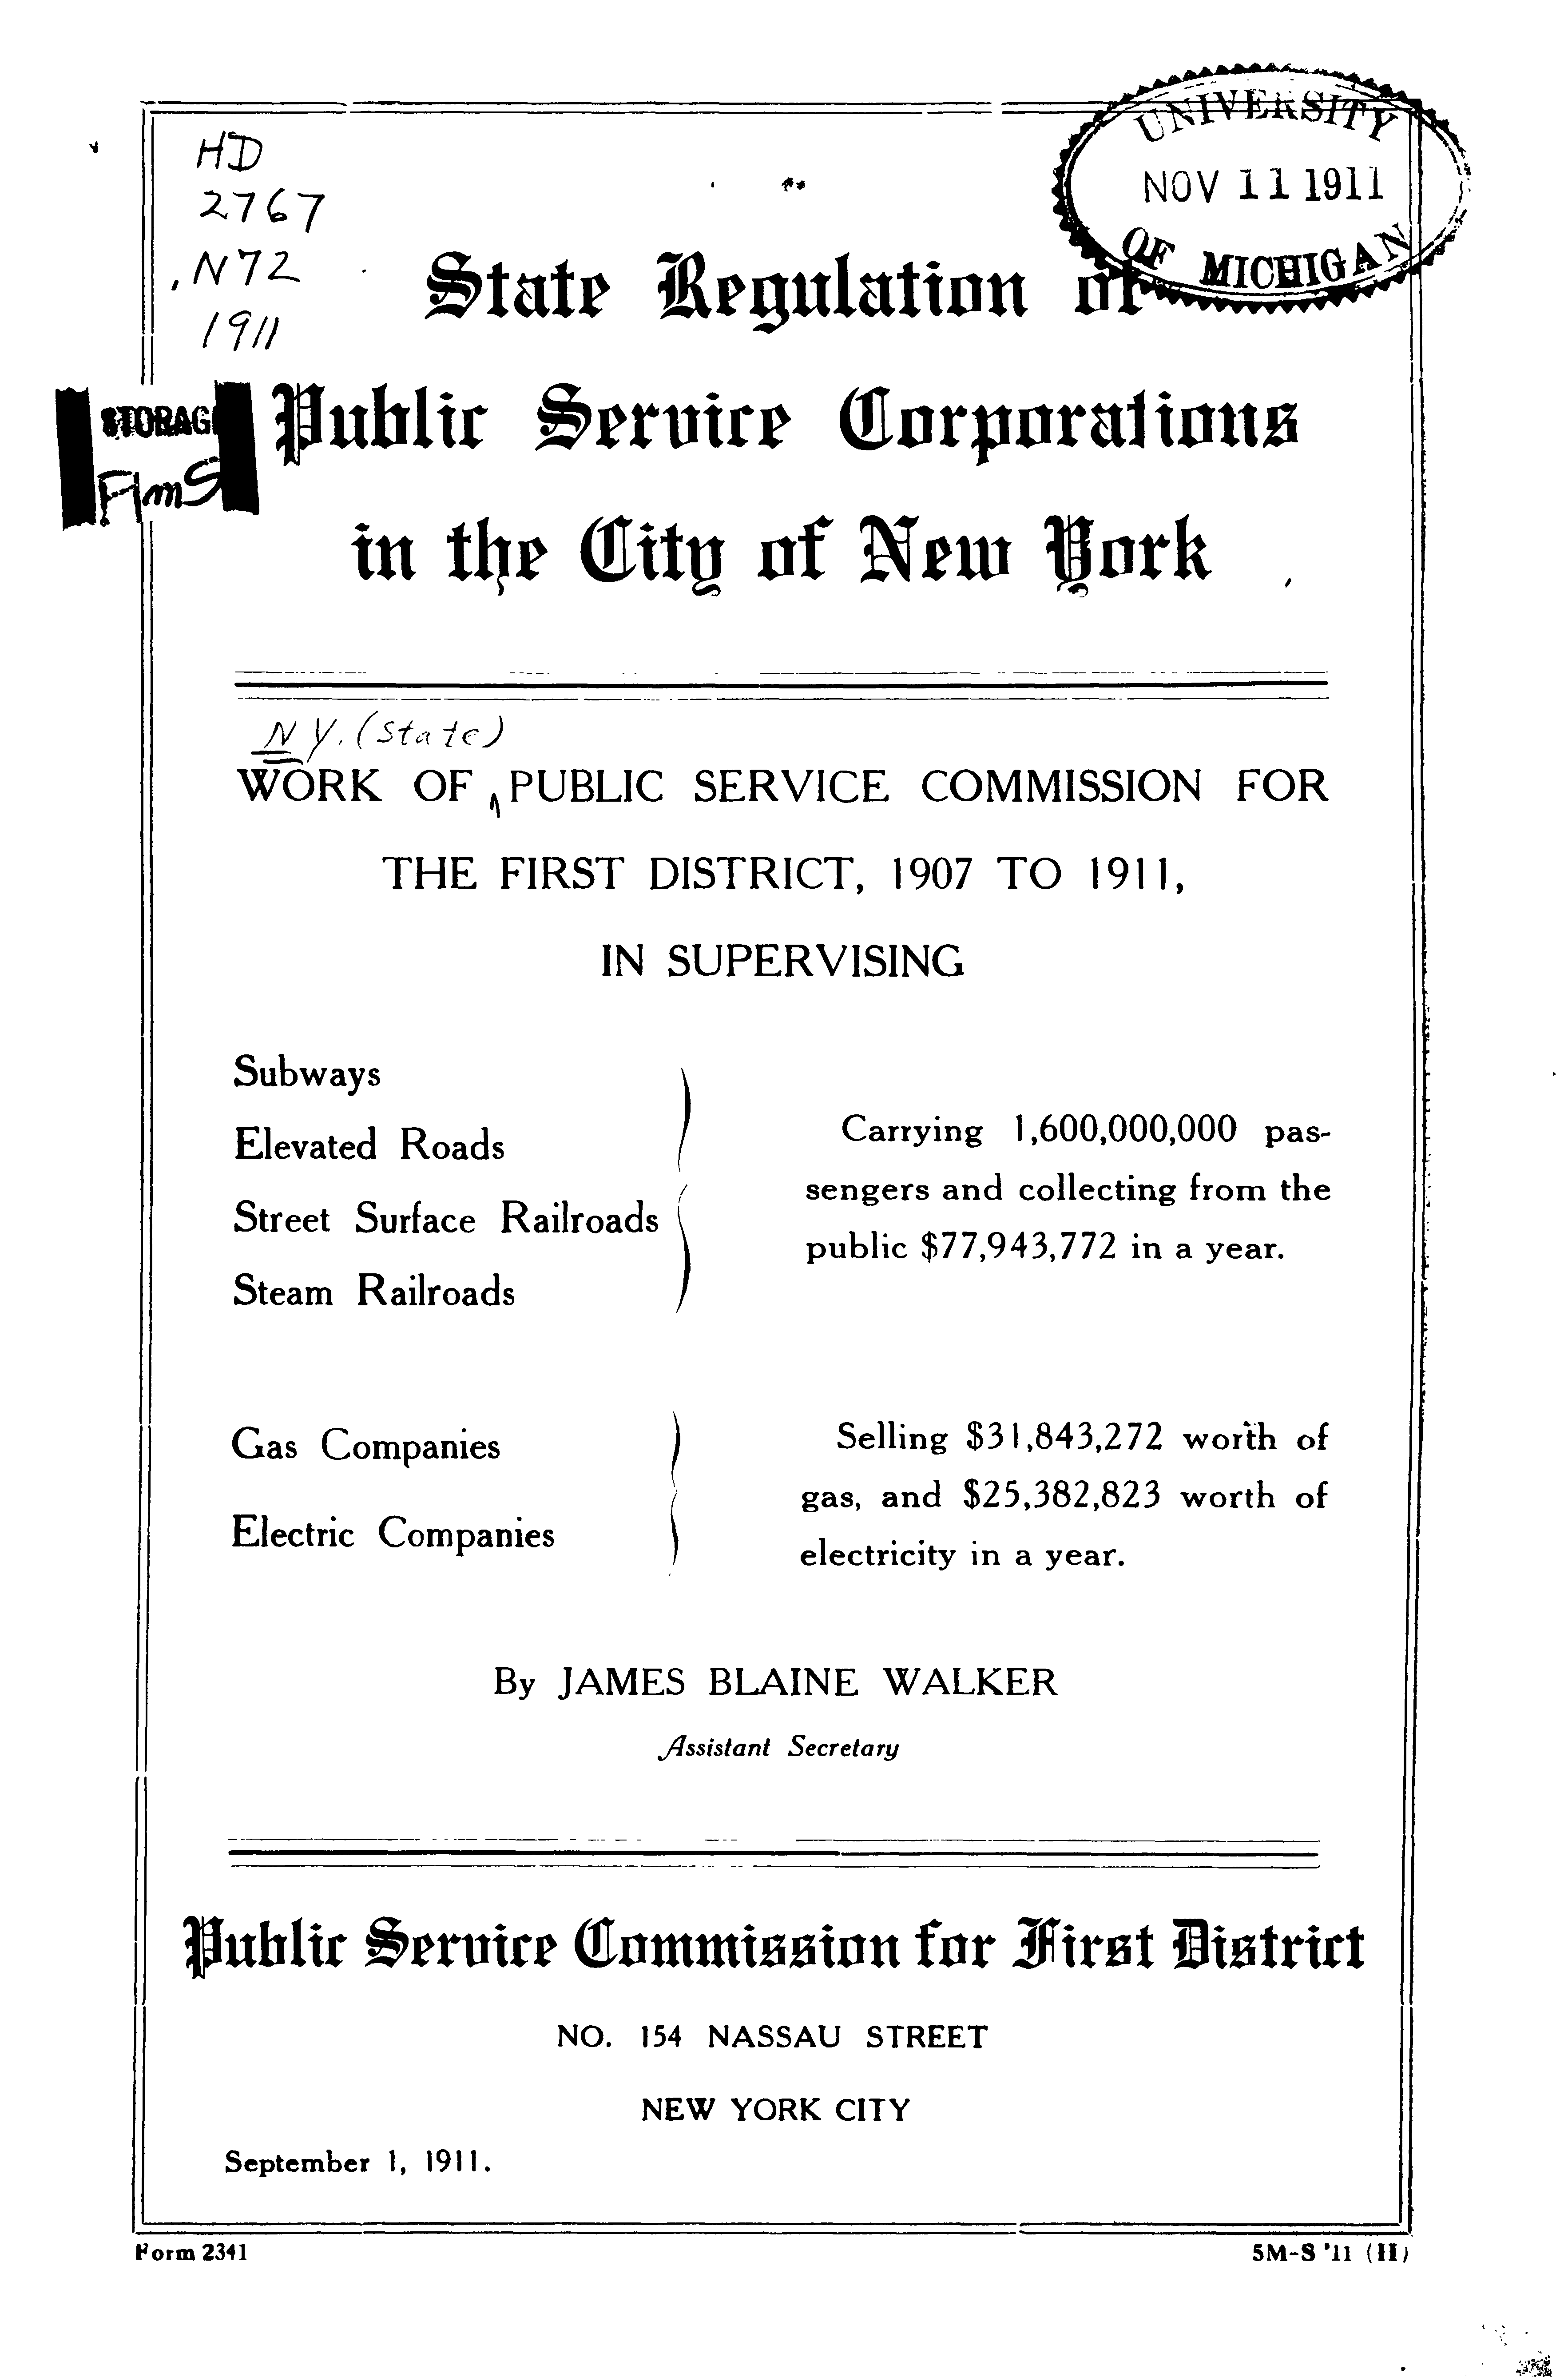 HD
2767
.N72
1911
UNIVERSITY
NOV 11 1911
OF MICHIGAN
STORAGE
State Regulation of
Public Service Corporations
in the City of New York
N.Y. (State)
WORK OF PUBLIC SERVICE COMMISSION FOR
THE FIRST DISTRICT, 1907 TO 1911,
IN SUPERVISING
Subways
Elevated Roads
Street Surface Railroads
Steam Railroads
Carrying 1,600,000,000 pas-
sengers and collecting from the
public $77,943,772 in a year.
Gas Companies
Electric Companies
Selling $31,843,272 worth of
gas, and $25,382,823 worth of
electricity in a year.
By JAMES BLAINE WALKER
Assistant Secretary
Public Service Commission for First District
NO. 154 NASSAU STREET
NEW YORK CITY
September 1, 1911.
Form 2341
5M-S '11 (H)